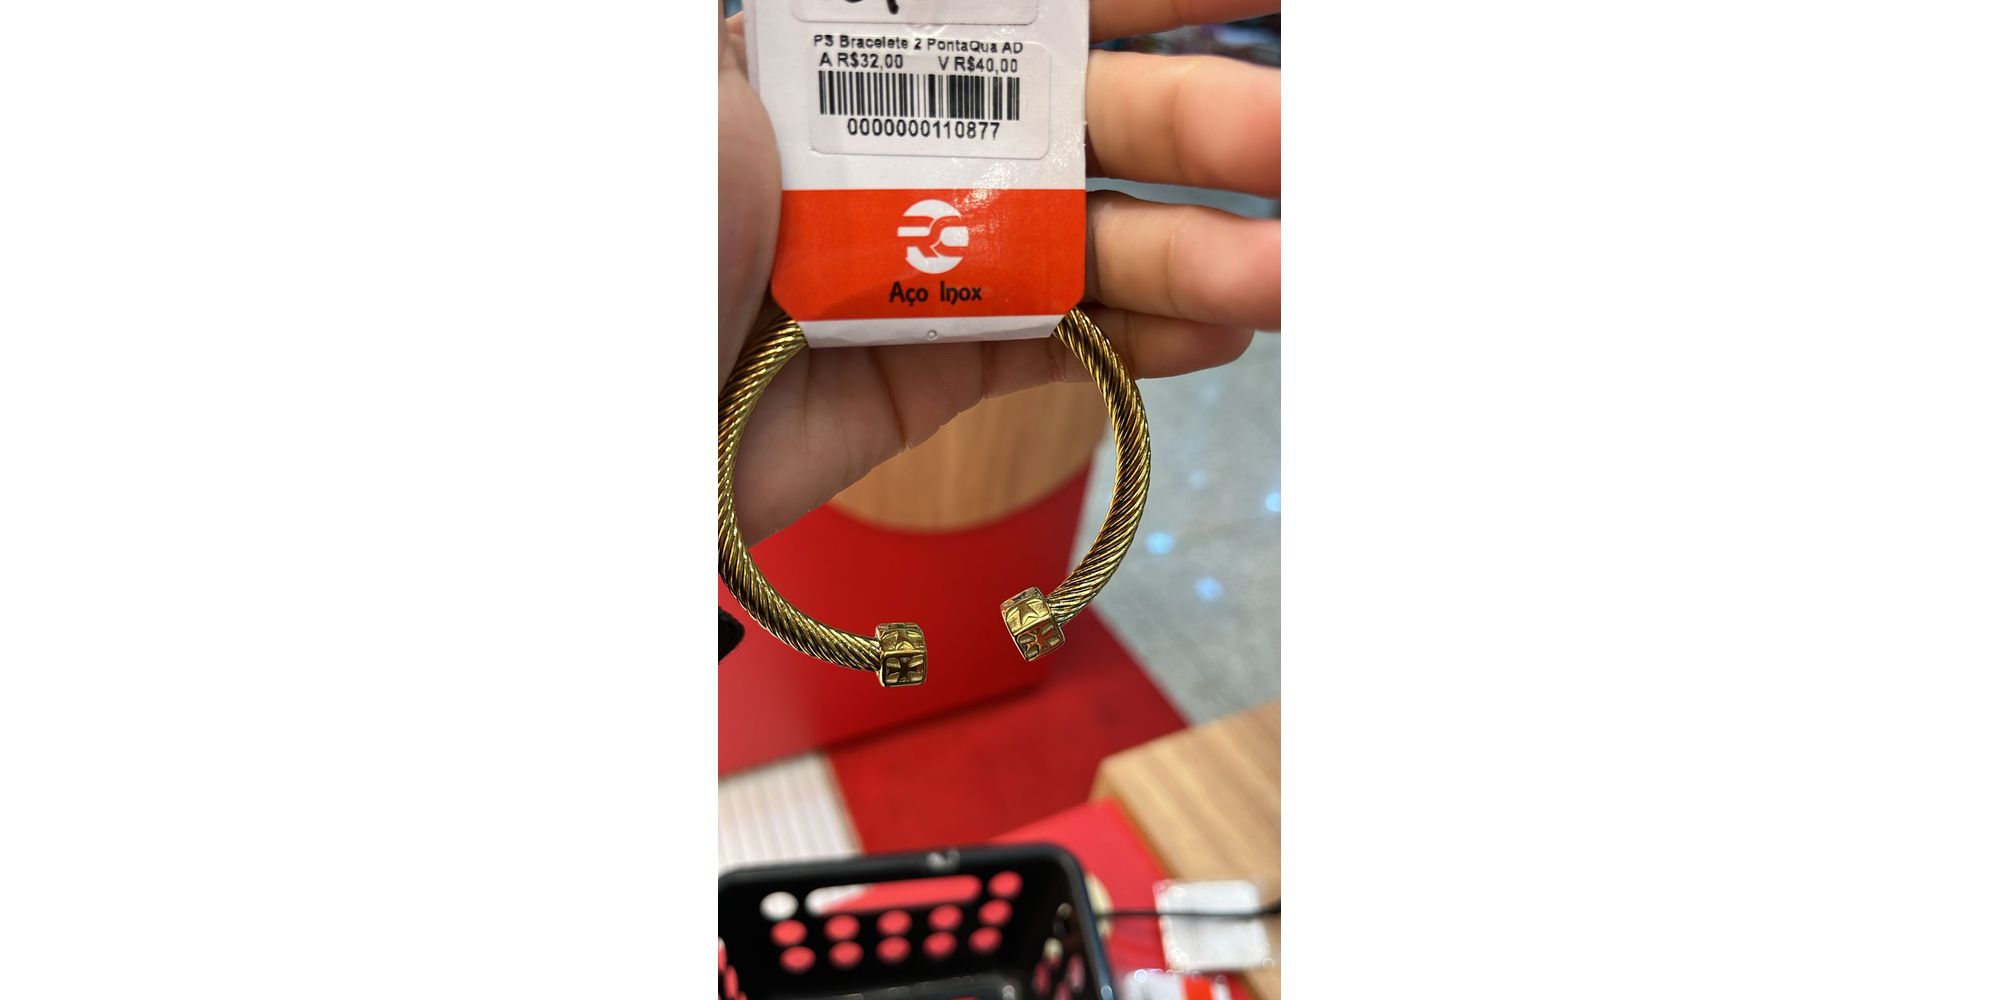 PS Bracelete 2 PontaQua AD
A R$32,00 V R$40,00
0000000110877
Aço Inox